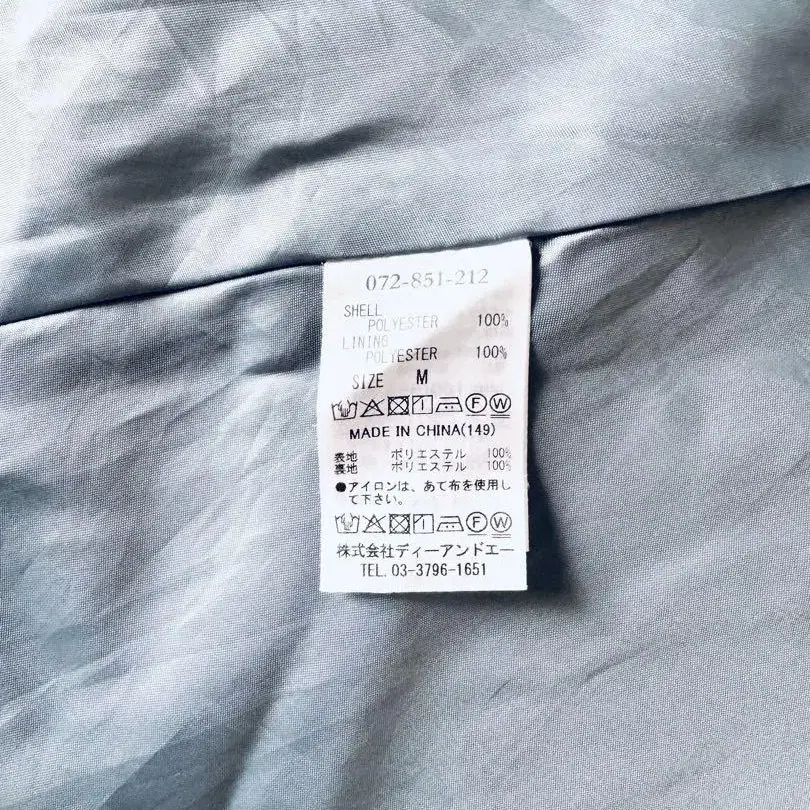 072-851-212
SHELL
POLYESTER 100%
LINING
POLYESTER 100%
SIZE M
F W
MADE IN CHINA(149)
表地 ポリエステル 100%
裏地 ポリエステル 100%
●アイロンは、あて布を使用し
て下さい。
F W
株式会社ディーアンドエー
TEL. 03-3796-1651